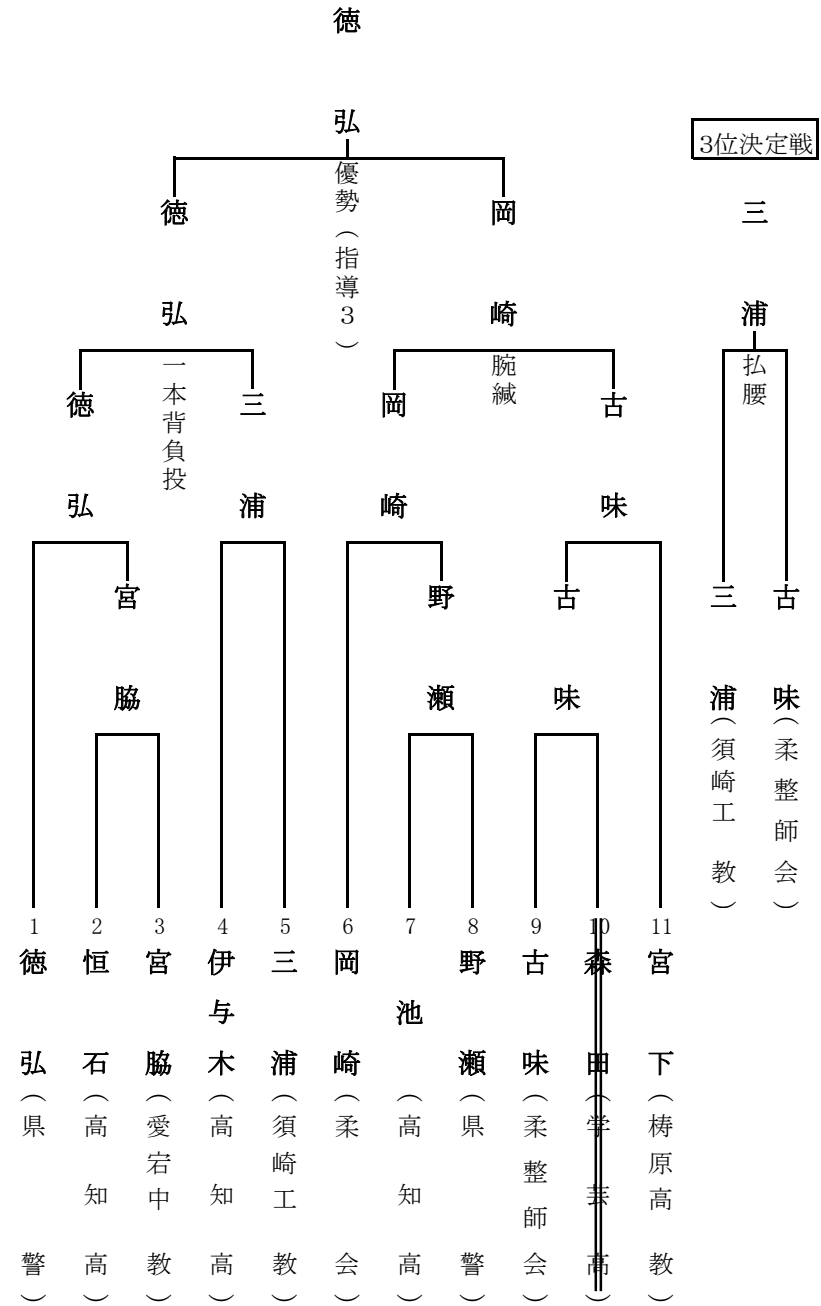 徳弘
3位決定戦
優勢（指導3）
徳弘
岡崎
三浦
一本背負投
腕緘
払腰
徳弘
三浦
岡崎
古味
宮脇
野瀬
古味
三浦（須崎工教）
古味（柔整師会）
1 徳弘（県警）
2 恒石（高知高）
3 宮脇（愛宕中教）
4 伊与木（高知高）
5 三浦（須崎工教）
6 岡崎（柔会）
7 池（高知高）
8 野瀬（県警）
9 古味（柔整師会）
10 森田（学芸高）
11 宮下（梼原高教）